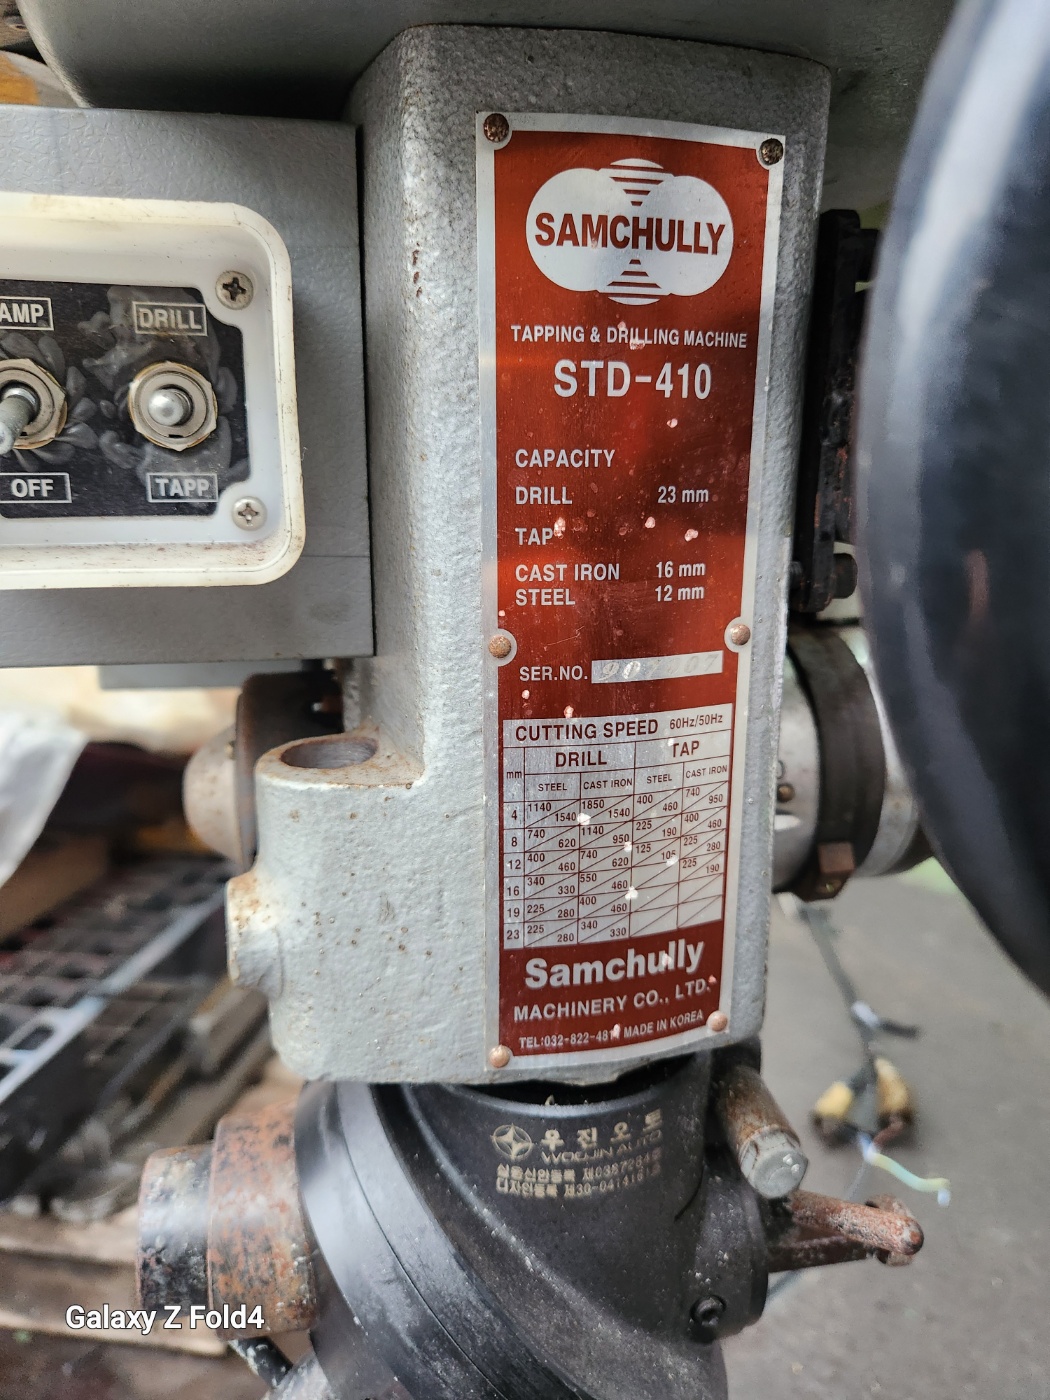 AMP
DRILL
OFF
TAPP
SAMCHULLY
TAPPING & DRILLING MACHINE
STD-410
CAPACITY
DRILL 23 mm
TAP
CAST IRON 16 mm
STEEL 12 mm
SER.NO.
CUTTING SPEED 60Hz/50Hz
mm DRILL TAP
STEEL CAST IRON STEEL CAST IRON
4 1140 1540 1850 1540 400 460 740 950
8 740 620 1140 950 225 190 400 460
12 400 460 740 620 125 105 225 280
16 340 330 550 460 225 190
19 225 280 400 460
23 225 280 340 330
Samchully
MACHINERY CO., LTD.
TEL:032-822-481 MADE IN KOREA
우진오토
WOOJIN AUTO
Galaxy Z Fold4